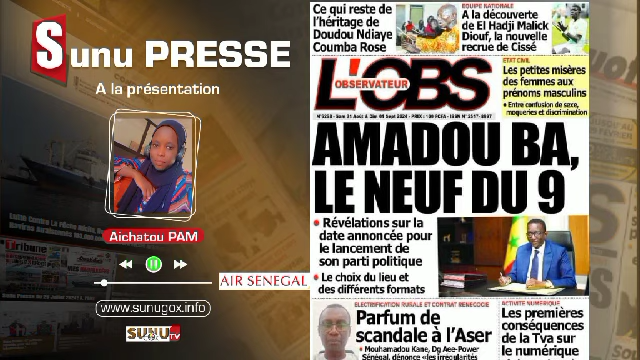 Sunu PRESSE
A la présentation
Aichatou PAM
AIR SENEGAL
www.sunugox.info
SUNU
TV
Ce qui reste de
l'héritage de
Doudou Ndiaye
Coumba Rose
EQUIPE NATIONALE
A la découverte
de El Hadji Malick
Diouf, la nouvelle
recrue de Cissé
L'OBS
OBSERVATEUR
ETAT CIVIL
Les petites misères
des femmes aux
prénoms masculins
• Entre confusion de sexe,
moqueries et discrimination
AMADOU BA,
LE NEUF DU 9
• Révélations sur la
date annoncée pour
le lancement de
son parti politique
• Le choix du lieu et
des différents formats
ELECTRIFICATION RURALE ET CONTRAT RENEGOCIE
Parfum de
scandale à l'Aser
• Mouhamadou Kane, Dg Aee-Power
Sénégal, dénonce «les irregularités
ACTIVITÉ NUMERIQUE
Les premières
conséquences
de la Tva sur
le numérique